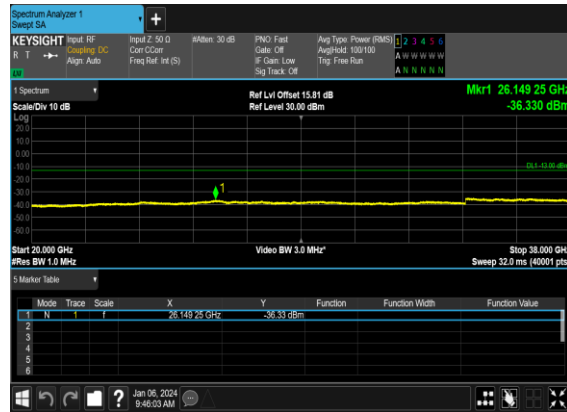 Spectrum Analyzer 1
Swept SA
+
KEYSIGHT Input: RF Input Z: 50 Ω #Atten: 30 dB PNO: Fast Avg Type: Power (RMS) 1 2 3 4 5 6
R T Coupling: DC Corr CCorr Gate: Off Avg|Hold: 100/100 A W W W W W
Align: Auto Freq Ref: Int (S) IF Gain: Low Trig: Free Run A N N N N N
Sig Track: Off
1 Spectrum Ref Lvl Offset 15.81 dB Mkr1 26.149 25 GHz
Scale/Div 10 dB Ref Level 30.00 dBm -36.330 dBm
Log
20.0
10.0
0.00
-10.0 DL1 -13.00 dBm
-20.0
1
-30.0
-40.0
-50.0
-60.0
Start 20.000 GHz Video BW 3.0 MHz* Stop 38.000 GHz
#Res BW 1.0 MHz Sweep 32.0 ms (40001 pts)
5 Marker Table
Mode Trace Scale X Y Function Function Width Function Value
1 N 1 f 26.149 25 GHz -36.33 dBm
2
3
4
5
6
? Jan 06, 2024
9:46:03 AM